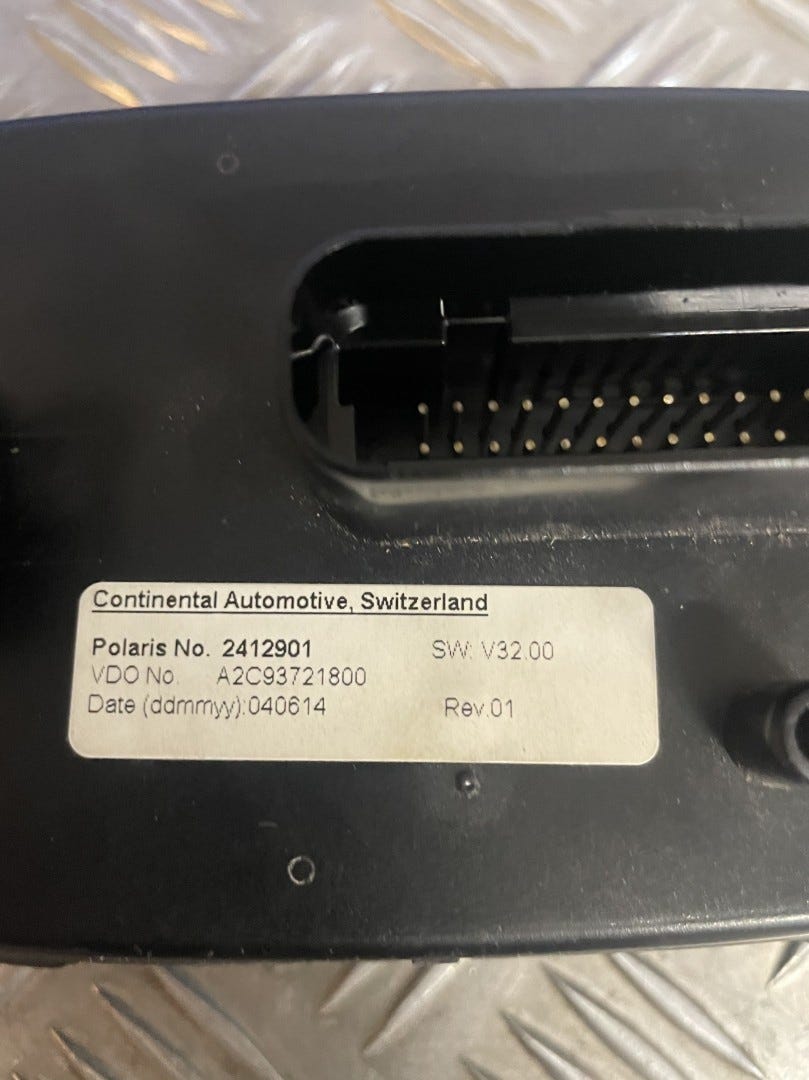 Continental Automotive, Switzerland
Polaris No. 2412901 SW: V32.00
VDO No. A2C93721800
Date (ddmmyy):040614 Rev.01